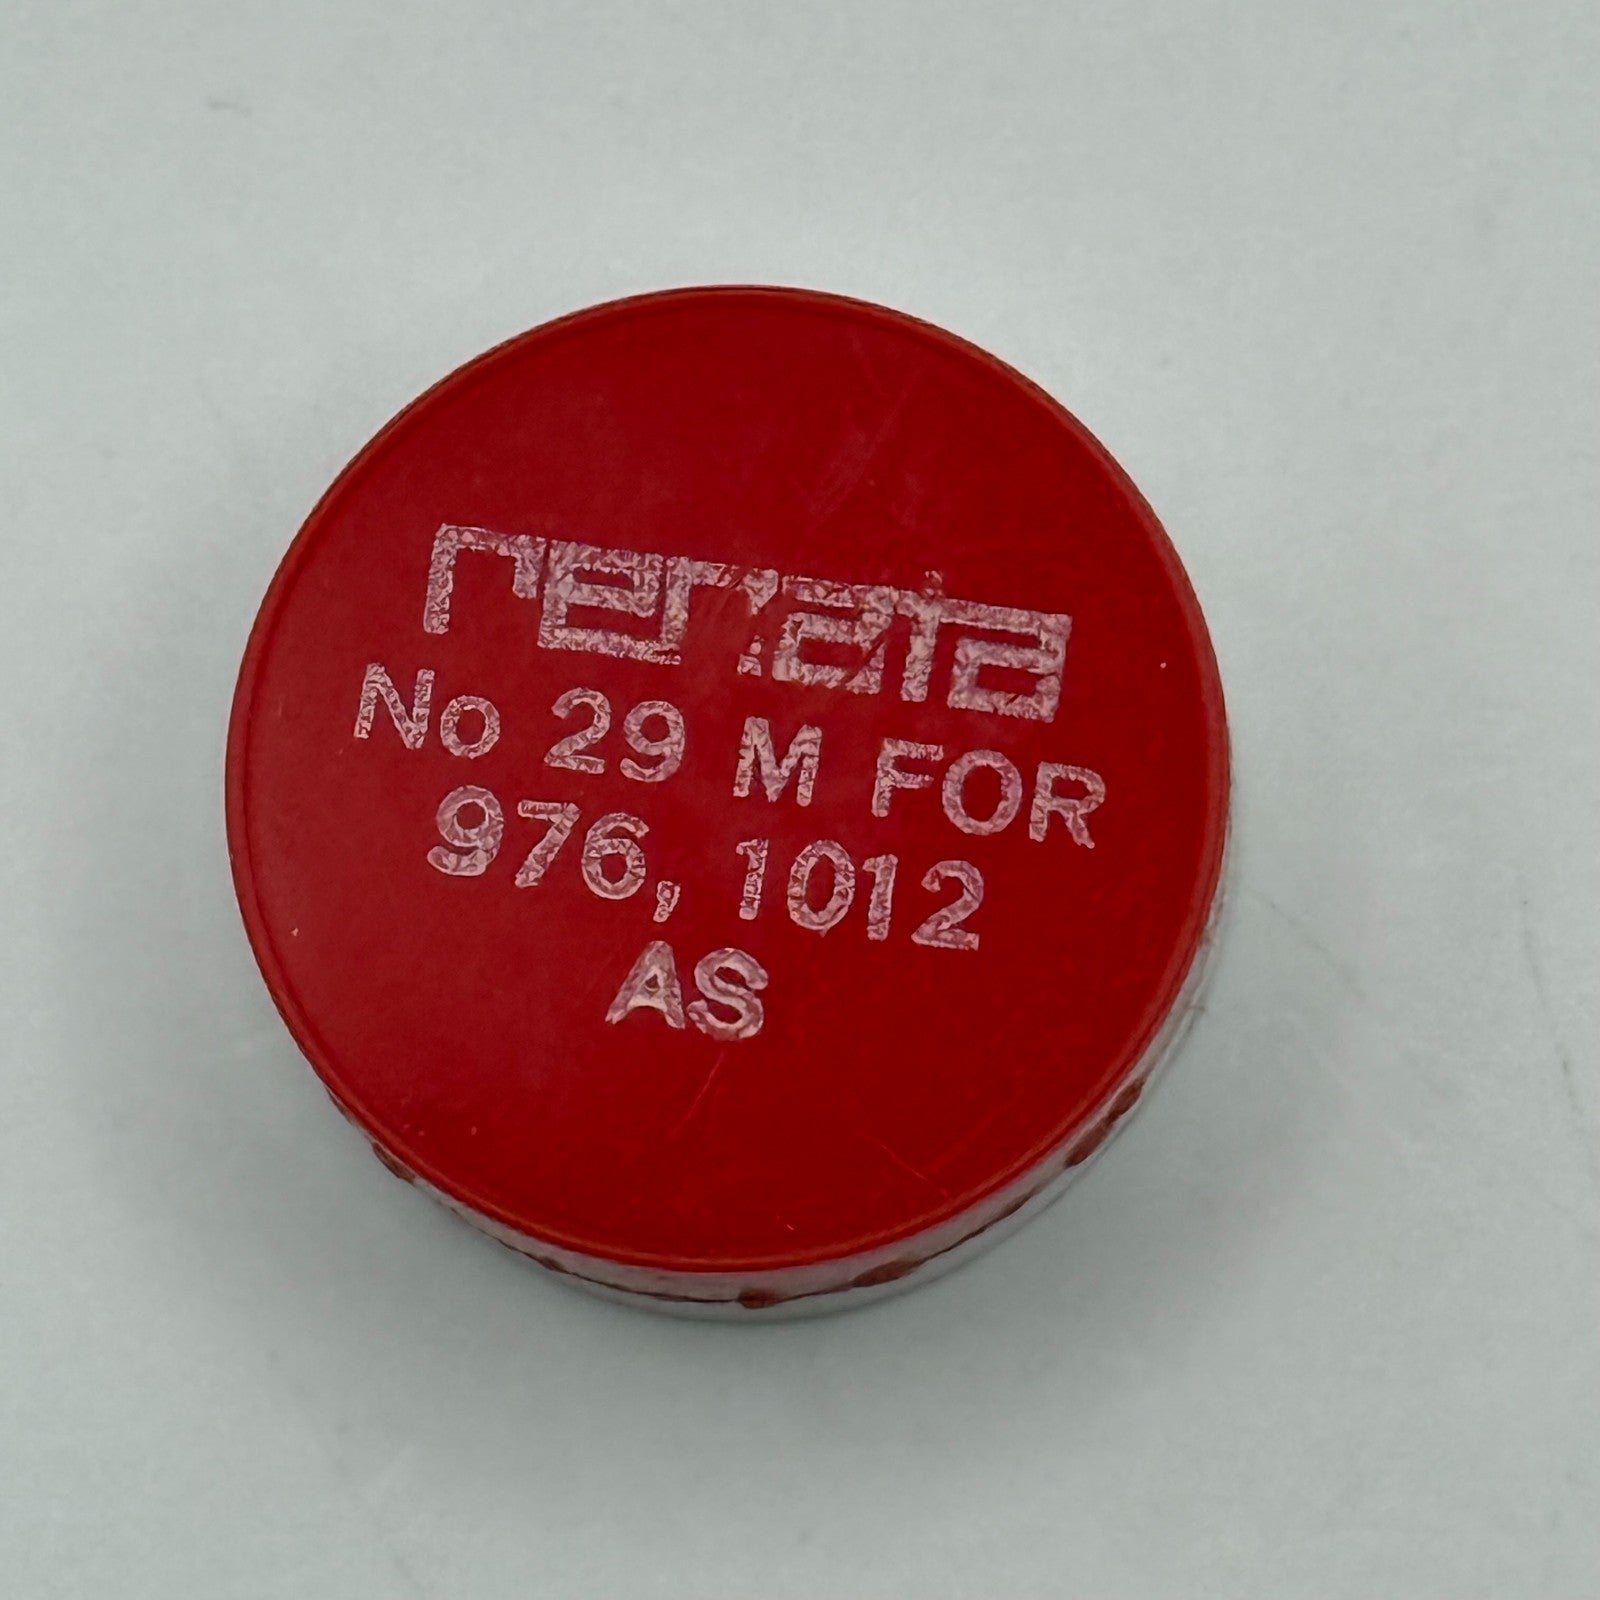 renata
No 29 M FOR
976, 1012
AS